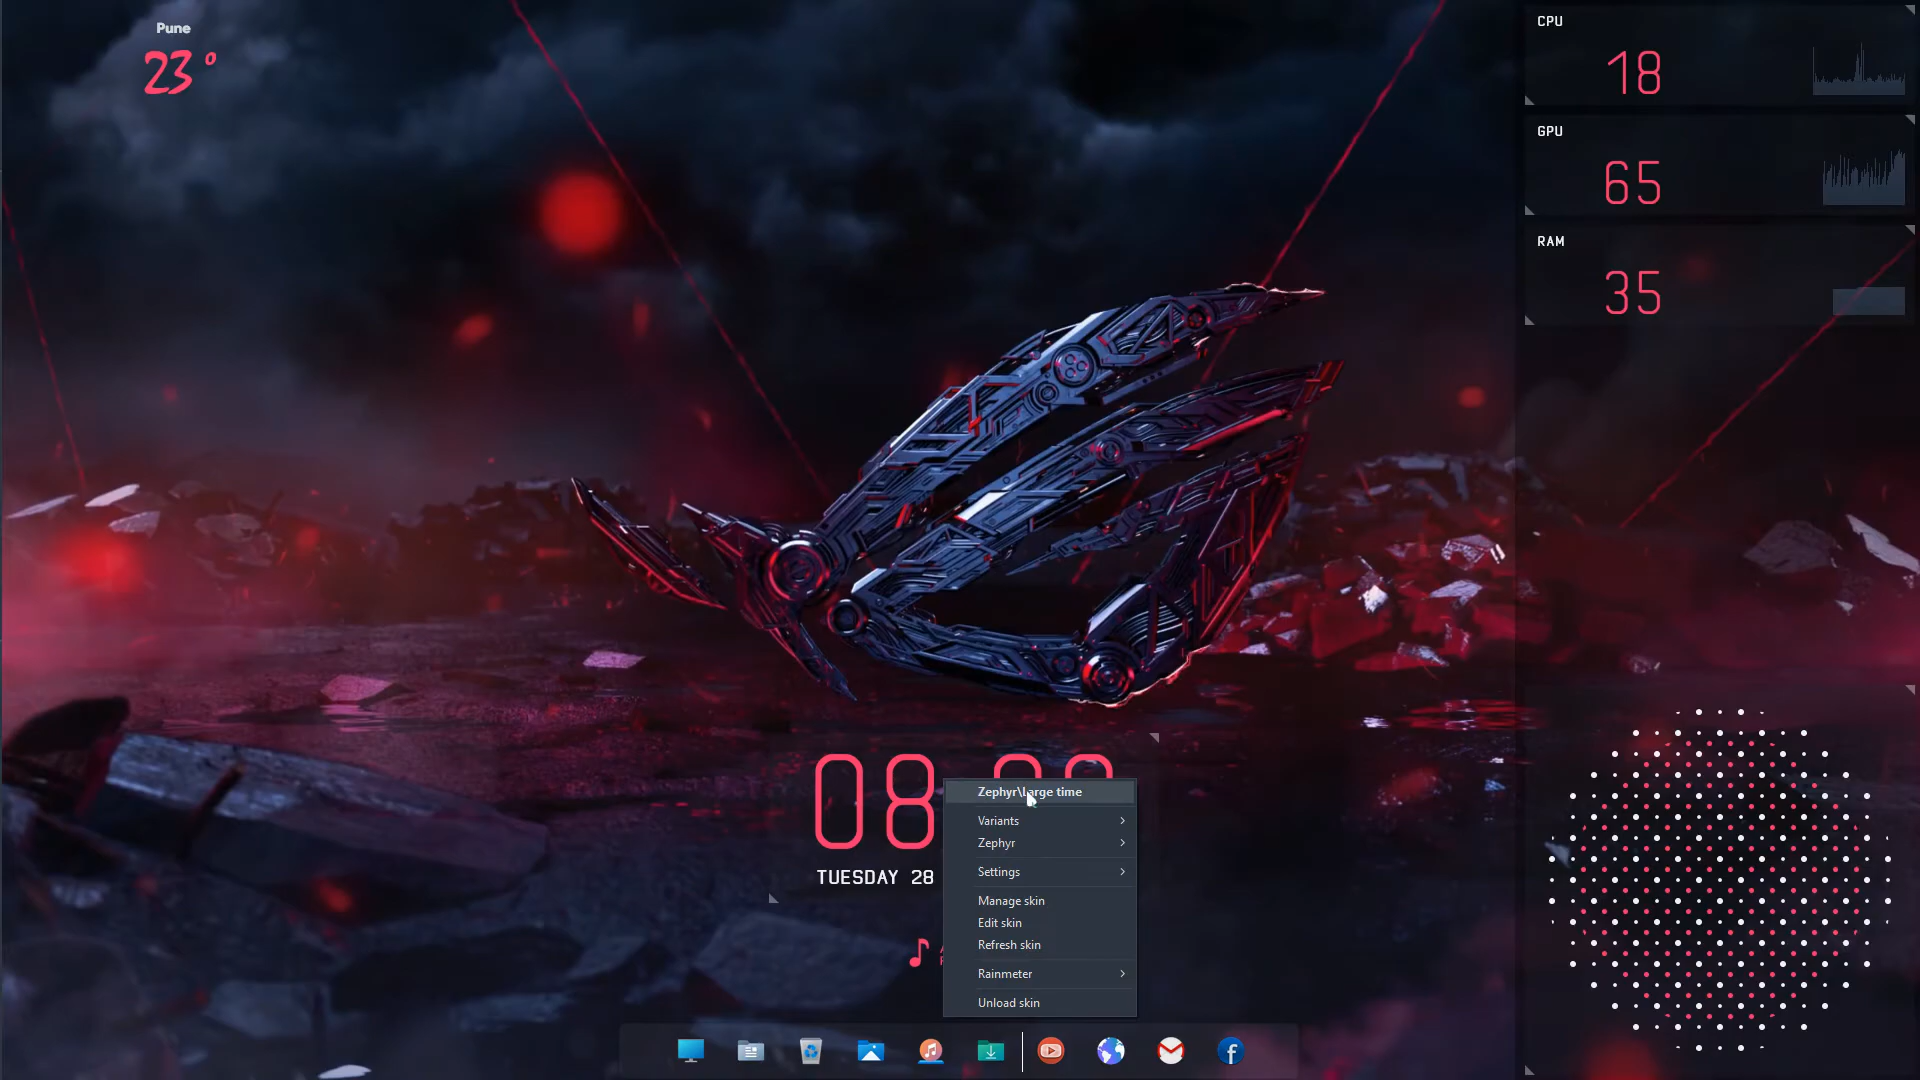 Pune
23°
CPU
18
GPU
65
RAM
35
08
TUESDAY 28
Zephyr\large time
Variants
Zephyr
Settings
Manage skin
Edit skin
Refresh skin
Rainmeter
Unload skin